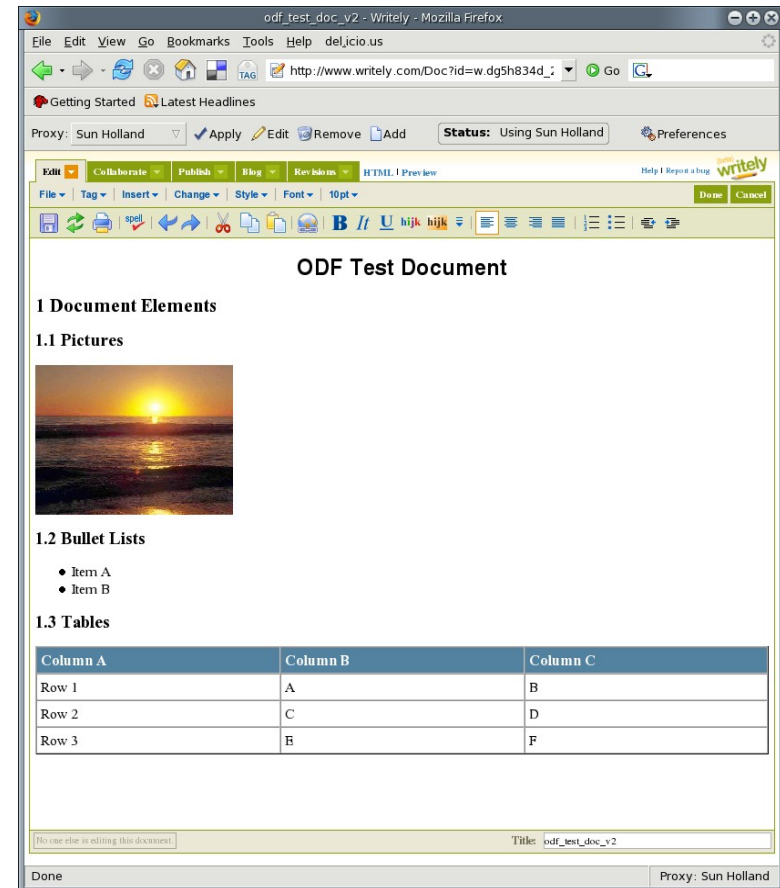 odf_test_doc_v2 - Writely - Mozilla Firefox
File Edit View Go Bookmarks Tools Help del,icio.us
TAG http://www.writely.com/Doc?id=w.dg5h834d_2 Go G
Getting Started Latest Headlines
Proxy: Sun Holland Apply Edit Remove Add Status: Using Sun Holland Preferences
Edit Collaborate Publish Blog Revisions HTML | Preview Help | Report a bug writely
File Tag Insert Change Style Font 10pt Done Cancel
spell B It U hijk hijk
ODF Test Document
1 Document Elements
1.1 Pictures
1.2 Bullet Lists
Item A
Item B
1.3 Tables
Column A Column B Column C
Row 1 A B
Row 2 C D
Row 3 E F
No one else is editing this document. Title: odf_test_doc_v2
Done Proxy: Sun Holland